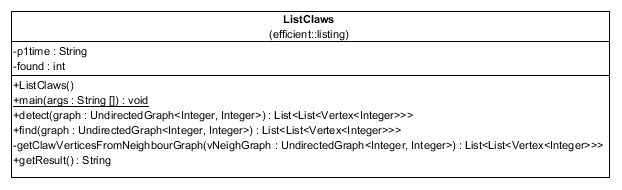 ListClaws
(efficient::listing)
-p1time : String
-found : int
+ListClaws()
+main(args : String []) : void
+detect(graph : UndirectedGraph<Integer, Integer>) : List<List<Vertex<Integer>>>
+find(graph : UndirectedGraph<Integer, Integer>) : List<List<Vertex<Integer>>>
-getClawVerticesFromNeighbourGraph(vNeighGraph : UndirectedGraph<Integer, Integer>) : List<List<Vertex<Integer>>>
+getResult() : String